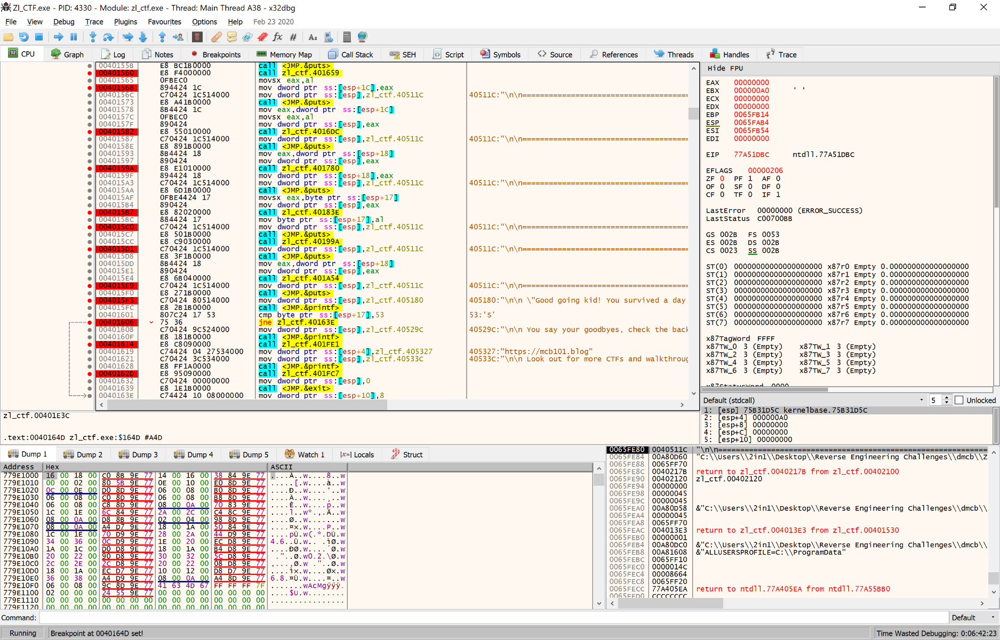 ZI_CTF.exe - PID: 4330 - Module: zl_ctf.exe - Thread: Main Thread A38 - x32dbg
File View Debug Trace Plugins Favourites Options Help Feb 23 2020
CPU Graph Log Notes Breakpoints Memory Map Call Stack SEH Script Symbols Source References Threads Handles Trace
0040155B E8 BC1B0000 call <JMP.&puts>
00401560 E8 F4000000 call zl_ctf.401659
00401565 0FBEC0 movsx eax,al
00401568 894424 1C mov dword ptr ss:[esp+1C],eax
0040156C C70424 1C514000 mov dword ptr ss:[esp],zl_ctf.40511C 40511C:"\n\n======================================
00401573 E8 A41B0000 call <JMP.&puts>
00401578 8B4424 1C mov eax,dword ptr ss:[esp+1C]
0040157C 0FBEC0 movsx eax,al
0040157F 890424 mov dword ptr ss:[esp],eax
00401582 E8 55010000 call zl_ctf.4016DC
00401587 C70424 1C514000 mov dword ptr ss:[esp],zl_ctf.40511C 40511C:"\n\n======================================
0040158E E8 891B0000 call <JMP.&puts>
00401593 8B4424 18 mov eax,dword ptr ss:[esp+18]
00401597 890424 mov dword ptr ss:[esp],eax
0040159A E8 E1010000 call zl_ctf.401780
0040159F 894424 18 mov dword ptr ss:[esp+18],eax
004015A3 C70424 1C514000 mov dword ptr ss:[esp],zl_ctf.40511C 40511C:"\n\n======================================
004015AA E8 6D1B0000 call <JMP.&puts>
004015AF 0FBE4424 17 movsx eax,byte ptr ss:[esp+17]
004015B4 890424 mov dword ptr ss:[esp],eax
004015B7 E8 82020000 call zl_ctf.40183E
004015BC 884424 17 mov byte ptr ss:[esp+17],al
004015C0 C70424 1C514000 mov dword ptr ss:[esp],zl_ctf.40511C 40511C:"\n\n======================================
004015C7 E8 501B0000 call <JMP.&puts>
004015CC E8 C9030000 call zl_ctf.40199A
004015D1 C70424 1C514000 mov dword ptr ss:[esp],zl_ctf.40511C 40511C:"\n\n======================================
004015D8 E8 3F1B0000 call <JMP.&puts>
004015DD 8B4424 18 mov eax,dword ptr ss:[esp+18]
004015E1 890424 mov dword ptr ss:[esp],eax
004015E4 E8 6B040000 call zl_ctf.401A54
004015E9 C70424 1C514000 mov dword ptr ss:[esp],zl_ctf.40511C 40511C:"\n\n======================================
004015F0 E8 271B0000 call <JMP.&puts>
004015F5 C70424 80514000 mov dword ptr ss:[esp],zl_ctf.405180 405180:"\n\n \"Good going kid! You survived a day
004015FC E8 2B1B0000 call <JMP.&printf>
00401601 807C24 17 53 cmp byte ptr ss:[esp+17],53 53:'S'
00401606 75 36 jne zl_ctf.40163E
00401608 C70424 9C524000 mov dword ptr ss:[esp],zl_ctf.40529C 40529C:"\n\n You say your goodbyes, check the back
0040160F E8 181B0000 call <JMP.&printf>
00401614 E8 C8090000 call zl_ctf.401FE1
00401619 C74424 04 27534000 mov dword ptr ss:[esp+4],zl_ctf.405327 405327:"https://mcb101.blog"
00401621 C70424 3C534000 mov dword ptr ss:[esp],zl_ctf.40533C 40533C:"\n\n Look out for more CTFs and walkthroug
00401628 E8 FF1A0000 call <JMP.&printf>
0040162D E8 95090000 call zl_ctf.401FC7
00401632 C70424 00000000 mov dword ptr ss:[esp],0
00401639 E8 1E1B0000 call <JMP.&exit>
0040163E C74424 10 08000000 mov dword ptr ss:[esp+10],8
Hide FPU
EAX 00000000
EBX 000000A0 ' '
ECX 00000000
EDX 00000000
EBP 0065FB14
ESP 0065FAB4
ESI 0065FB54
EDI 00000000
EIP 77A51DBC ntdll.77A51DBC
EFLAGS 00000206
ZF 0 PF 1 AF 0
OF 0 SF 0 DF 0
CF 0 TF 0 IF 1
LastError 00000000 (ERROR_SUCCESS)
LastStatus C00700BB
GS 002B FS 0053
ES 002B DS 002B
CS 0023 SS 002B
ST(0) 00000000000000000000 x87r0 Empty 0.000000000000000000
ST(1) 00000000000000000000 x87r1 Empty 0.000000000000000000
ST(2) 00000000000000000000 x87r2 Empty 0.000000000000000000
ST(3) 00000000000000000000 x87r3 Empty 0.000000000000000000
ST(4) 00000000000000000000 x87r4 Empty 0.000000000000000000
ST(5) 00000000000000000000 x87r5 Empty 0.000000000000000000
ST(6) 00000000000000000000 x87r6 Empty 0.000000000000000000
ST(7) 00000000000000000000 x87r7 Empty 0.000000000000000000
x87TagWord FFFF
x87TW_0 3 (Empty) x87TW_1 3 (Empty)
x87TW_2 3 (Empty) x87TW_3 3 (Empty)
x87TW_4 3 (Empty) x87TW_5 3 (Empty)
x87TW_6 3 (Empty) x87TW_7 3 (Empty)
x87StatusWord 0000
Default (stdcall) 5 Unlocked
1: [esp] 75B31D5C kernelbase.75B31D5C
2: [esp+4] 000000A0
3: [esp+8] 00000000
4: [esp+C] 00000000
5: [esp+10] 00000000
zl_ctf.00401E3C
.text:0040164D zl_ctf.exe:$164D #A4D
Dump 1 Dump 2 Dump 3 Dump 4 Dump 5 Watch 1 [x=] Locals Struct
Address Hex ASCII
779E1000 16 00 18 00 C0 8B 9E 77 14 00 16 00 38 84 9E 77 ....À..w....8..w
779E1010 00 00 02 00 80 5B 9E 77 0E 00 10 00 E0 8D 9E 77 .....[.w....à..w
779E1020 0C 00 0E 00 D0 8D 9E 77 06 00 08 00 B0 8D 9E 77 ....Ð..w....°..w
779E1030 06 00 08 00 C0 8D 9E 77 06 00 08 00 B8 8D 9E 77 ....À..w....¸..w
779E1040 06 00 08 00 C8 8D 9E 77 08 00 0A 00 70 83 9E 77 ....È..w....p..w
779E1050 1C 00 1E 00 6C 84 9E 77 2A 00 2C 00 C4 8C 9E 77 ....l..w*.,.Ä..w
779E1060 08 00 0A 00 D8 8B 9E 77 02 00 04 00 98 8D 9E 77 ....Ø..w.......w
779E1070 08 00 0A 00 A4 D7 9E 77 18 00 1A 00 50 84 9E 77 ....¤×.w....P..w
779E1080 1C 00 1E 00 70 D9 9E 77 28 00 2A 00 44 D9 9E 77 ....pÙ.w(.*.DÙ.w
779E1090 34 00 36 00 0C D9 9E 77 1E 00 20 00 EC D8 9E 77 4.6..Ù.w.. .ìØ.w
779E10A0 1A 00 1C 00 D0 D8 9E 77 18 00 1A 00 B4 D8 9E 77 ....ÐØ.w....´Ø.w
779E10B0 20 00 22 00 90 D8 9E 77 30 00 32 00 5C D8 9E 77  ."..Ø.w0.2.\Ø.w
779E10C0 2C 00 2E 00 2C D8 9E 77 20 00 22 00 08 D8 9E 77 ,...,Ø.w ."..Ø.w
779E10D0 18 00 1A 00 EC D7 9E 77 10 00 12 00 D8 D7 9E 77 ....ì×.w....Ø×.w
779E10E0 36 00 38 00 A4 D9 9E 77 08 00 0A 00 A4 8D 9E 77 6.8.¤Ù.w....¤..w
779E10F0 06 00 08 00 9C 8D 9E 77 41 63 4D 67 FF FF FF 7F .......wAcMgÿÿÿ.
779E1100 02 00 00 00 24 55 9E 77 00 00 00 00 00 00 00 00 ....$U.w........
779E1110 00 00 00 00 00 00 00 00 00 00 00 00 00 00 00 00 ................
779E1120 00 00 00 00 00 00 00 00 00 00 00 00 00 00 00 00
0065FE80 0040511C "\n\n==============================================
0065FE84 00A80D60 "C:\\Users\\2in1\\Desktop\\Reverse Engineering Challenges\\dmcb\\Z
0065FE88 0065FF70
0065FE8C 0040217B return to zl_ctf.0040217B from zl_ctf.00402100
0065FE90 00402120 zl_ctf.00402120
0065FE94 00000000
0065FE98 00000045
0065FE9C 00000045
0065FEA0 00A80D58 &"C:\\Users\\2in1\\Desktop\\Reverse Engineering Challenges\\dmcb\\
0065FEA4 00000045
0065FEA8 0065FF70
0065FEAC 004013E3 return to zl_ctf.004013E3 from zl_ctf.00401530
0065FEB0 00000001
0065FEB4 00A80DC0 &"C:\\Users\\2in1\\Desktop\\Reverse Engineering Challenges\\dmcb\\
0065FEB8 00A81608 &"ALLUSERSPROFILE=C:\\ProgramData"
0065FEBC 0065FF10
0065FEC0 0000014C
0065FEC4 00008664
0065FEC8 0065FF20
0065FECC 77A405EA return to ntdll.77A405EA from ntdll.77A55BB0
0065FED0 CCCCCCCC
Command: Default
Running Breakpoint at 0040164D set! Time Wasted Debugging: 0:06:42:23